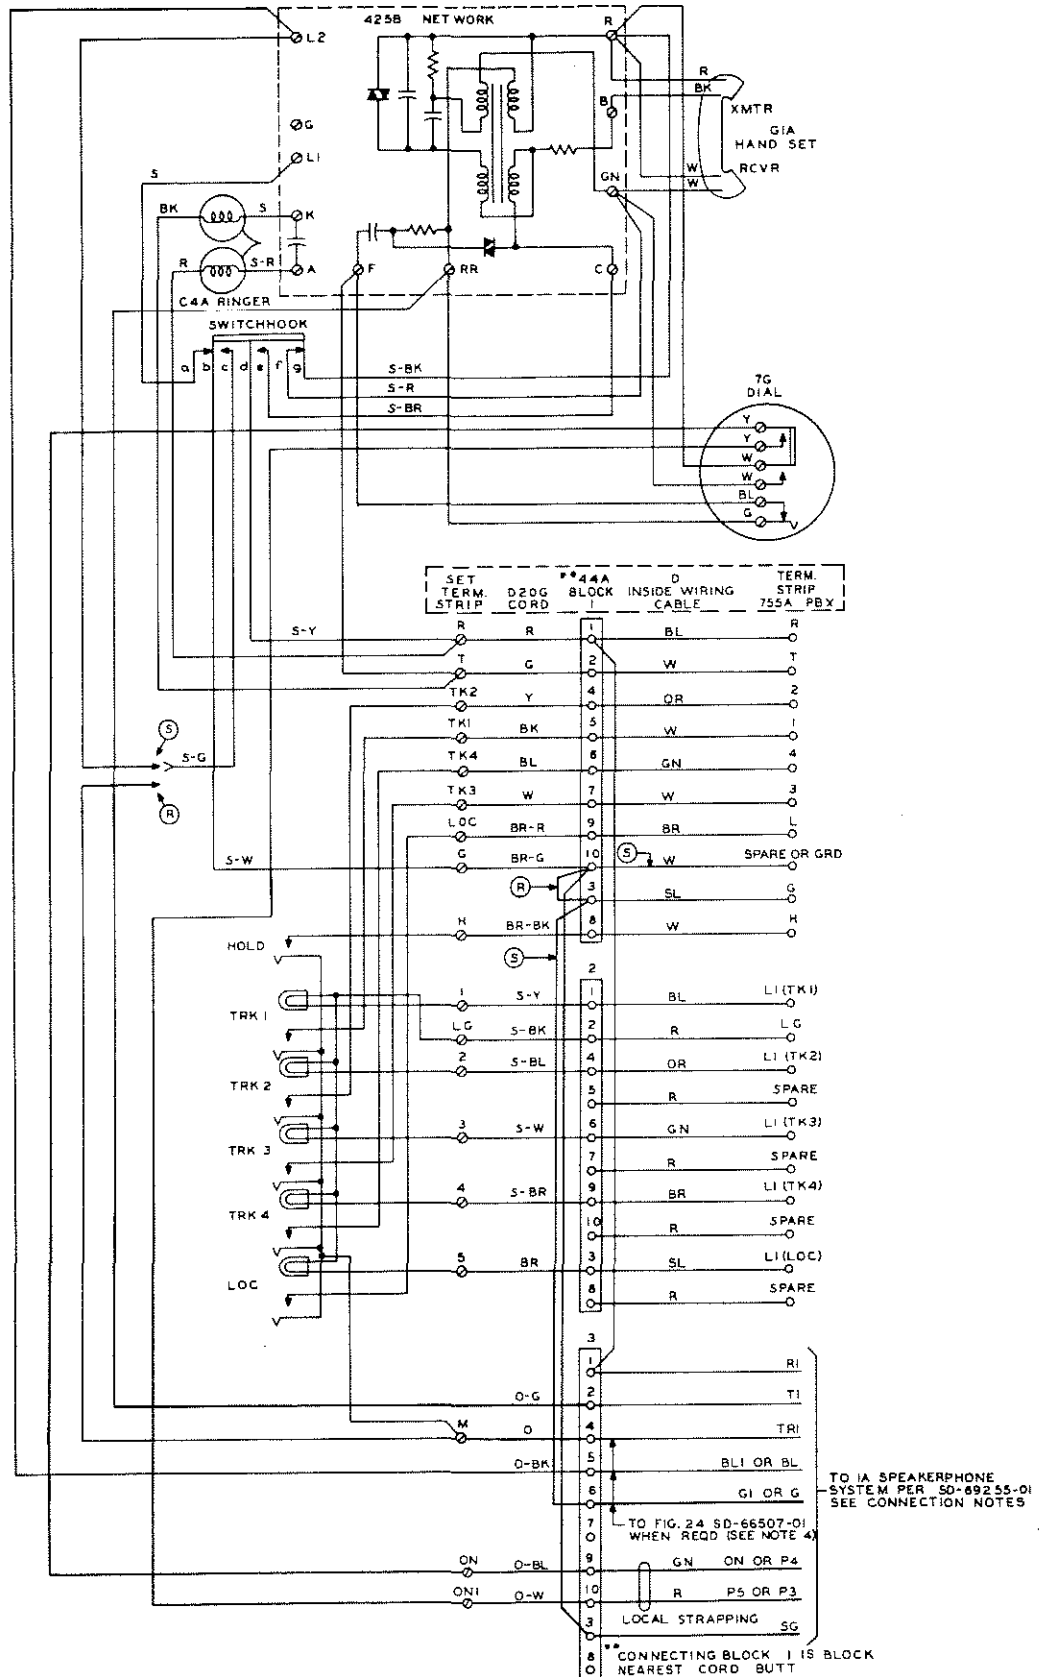 425B NETWORK
L2
R
R
BK
B
XMTR
G1A
HAND SET
G
L1
W
RCVR
S
GN
W
BK
S
K
R
S-R
A
F
RR
C
C4A RINGER
SWITCHHOOK
a b c d e f g
S-BK
S-R
S-BR
7G
DIAL
Y
Y
W
W
BL
G
SET
TERM.
STRIP
D20G
CORD
**44A
BLOCK
1
D
INSIDE WIRING
CABLE
TERM.
STRIP
755A PBX
S-Y
R
R
1
BL
R
T
G
2
W
T
TK2
Y
4
OR
2
TK1
BK
5
W
1
S
S-G
TK4
BL
6
GN
4
R
TK3
W
7
W
3
LOC
BR-R
9
BR
L
S-W
G
BR-G
10
S
W
SPARE OR GRD
R
3
SL
G
H
BR-BK
8
W
H
HOLD
S
2
TRK 1
1
S-Y
1
BL
L1(TK1)
LG
S-BK
2
R
LG
TRK 2
2
S-BL
4
OR
L1(TK2)
5
R
SPARE
TRK 3
3
S-W
6
GN
L1(TK3)
7
R
SPARE
TRK 4
4
S-BR
9
BR
L1(TK4)
10
R
SPARE
LOC
5
BR
3
SL
L1(LOC)
8
R
SPARE
3
1
R1
O-G
2
T1
M
O
4
TR1
O-BK
5
BL1 OR BL
6
G1 OR G
TO 1A SPEAKERPHONE
SYSTEM PER SD-69255-01
SEE CONNECTION NOTES
7
TO FIG. 24 SD-66507-01
WHEN REQD (SEE NOTE 4)
ON
O-BL
9
GN
ON OR P4
ON1
O-W
10
R
P5 OR P3
LOCAL STRAPPING
3
SG
8
** CONNECTING BLOCK 1 IS BLOCK
NEAREST CORD BUTT